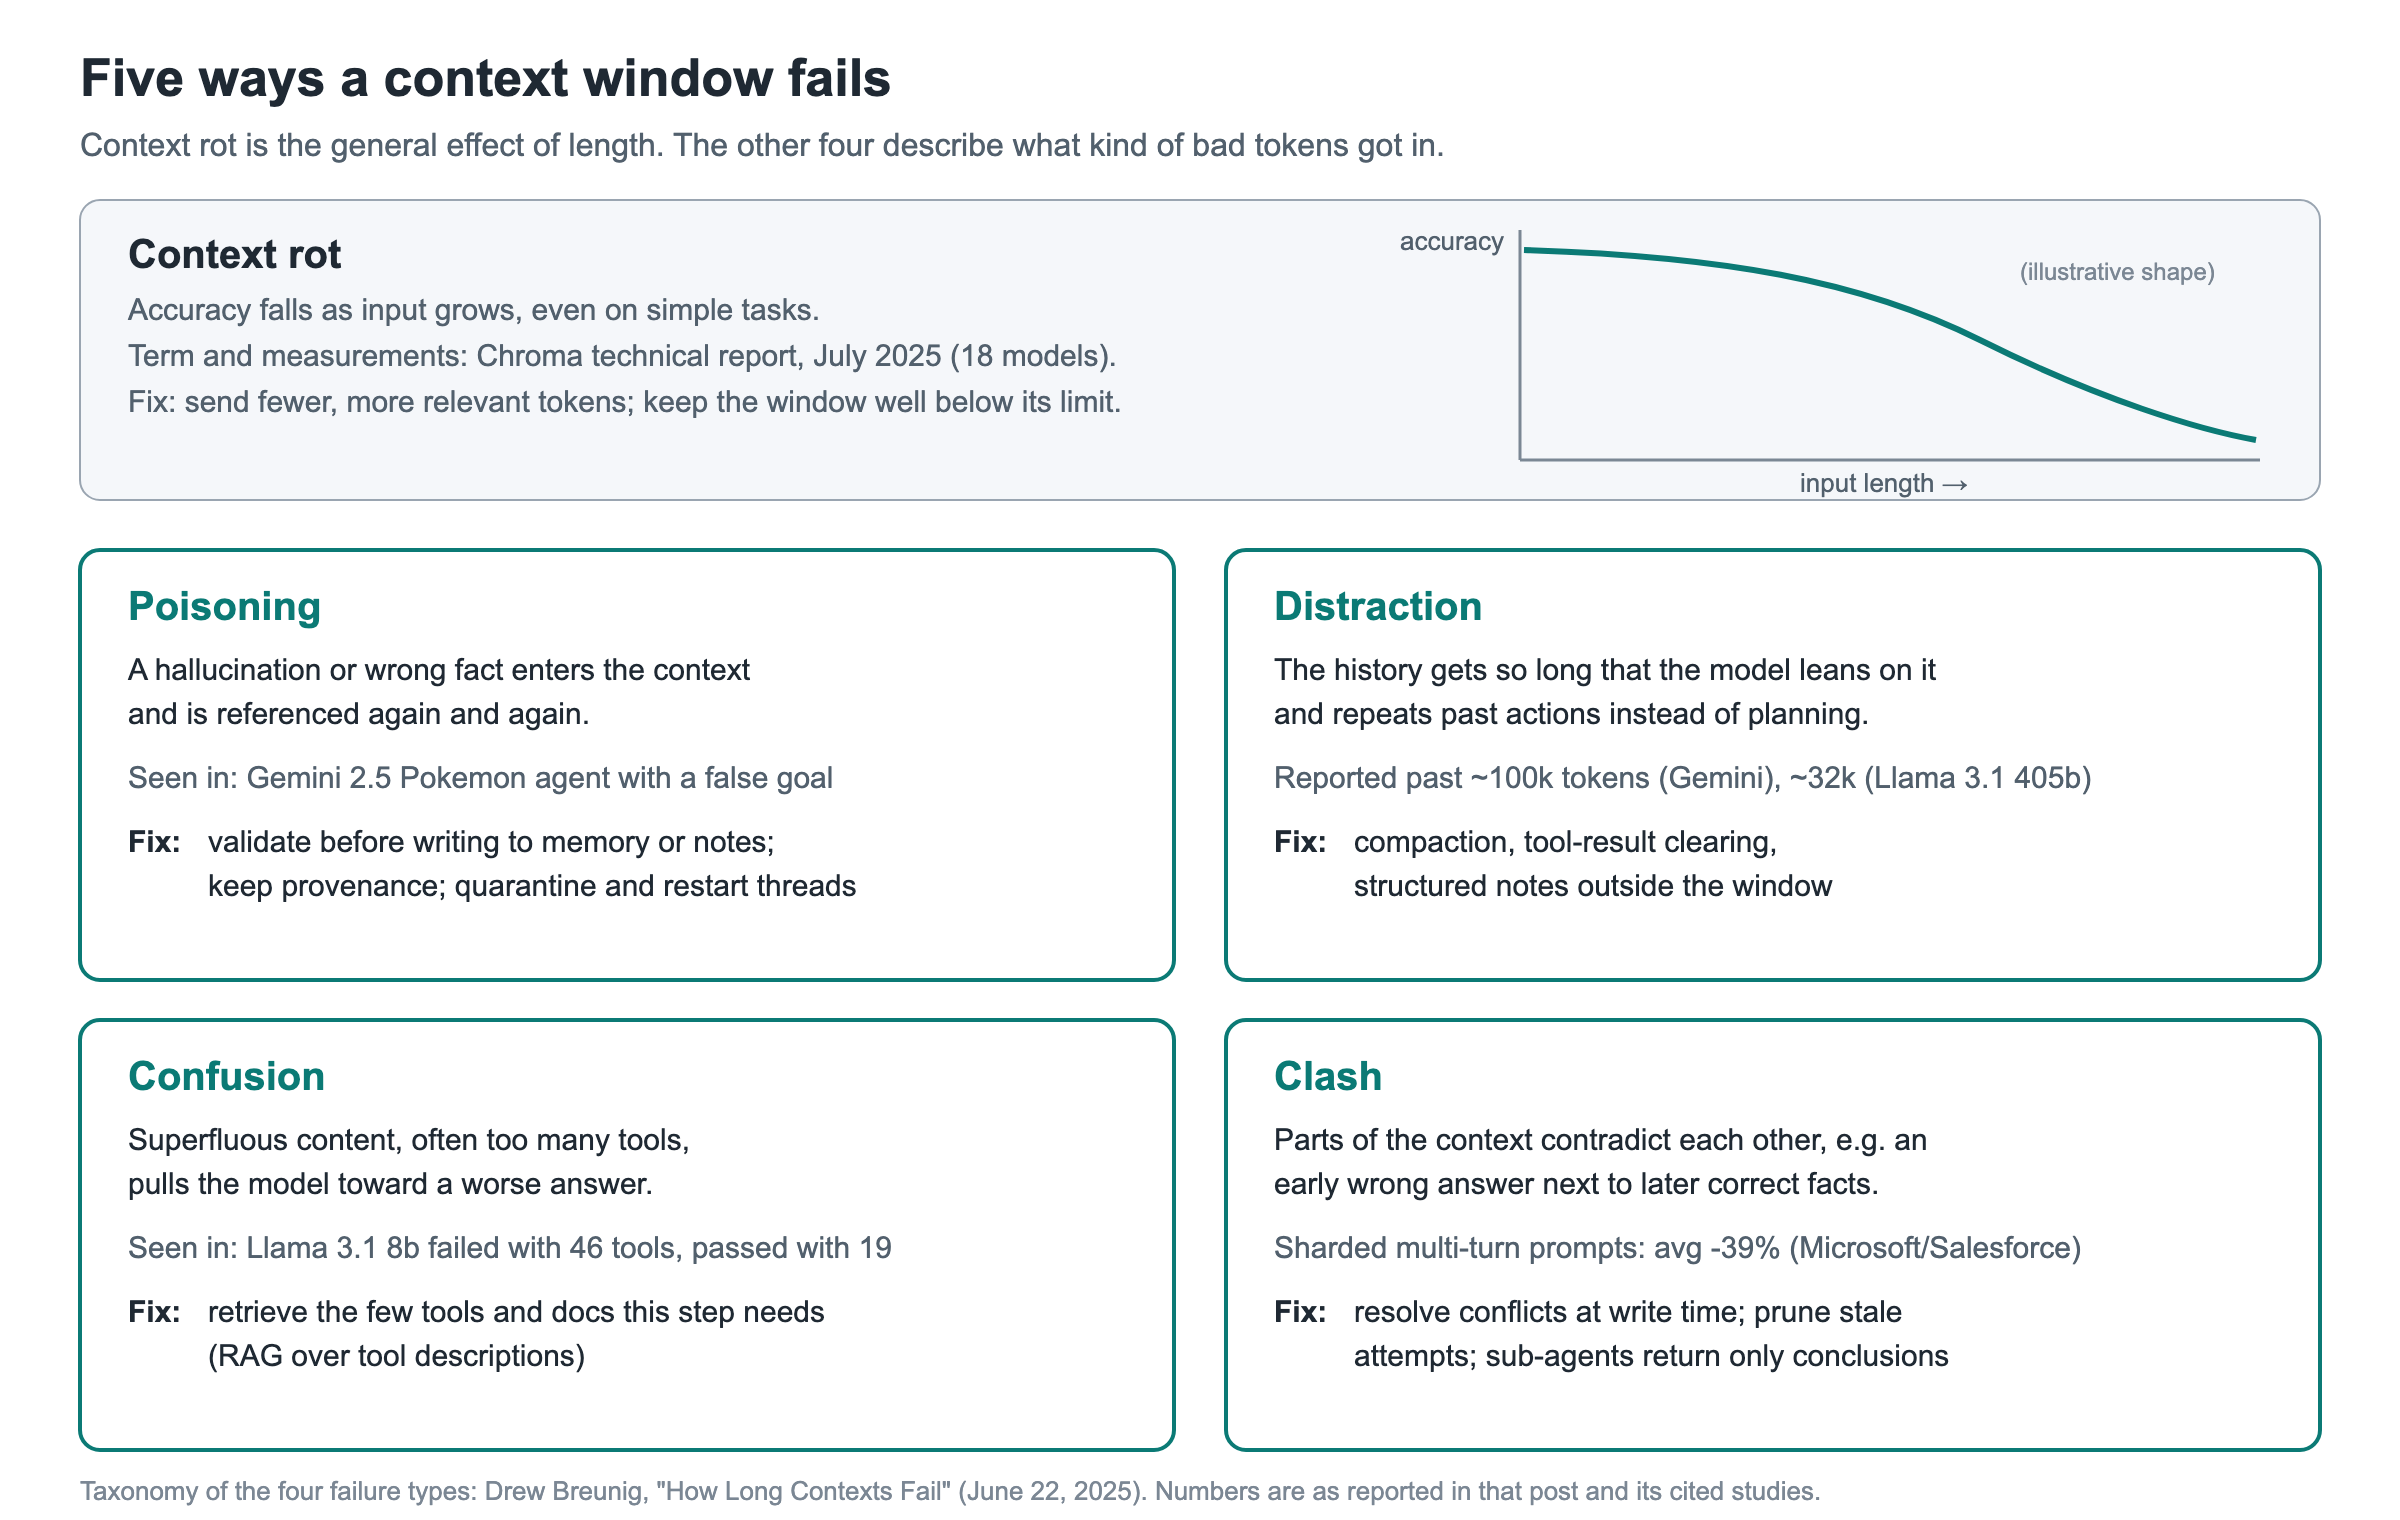 Five ways a context window fails
Context rot is the general effect of length. The other four describe what kind of bad tokens got in.
Context rot
Accuracy falls as input grows, even on simple tasks.
Term and measurements: Chroma technical report, July 2025 (18 models).
Fix: send fewer, more relevant tokens; keep the window well below its limit.
accuracy
(illustrative shape)
input length →
Poisoning
A hallucination or wrong fact enters the context
and is referenced again and again.
Seen in: Gemini 2.5 Pokemon agent with a false goal
Fix: validate before writing to memory or notes;
keep provenance; quarantine and restart threads
Distraction
The history gets so long that the model leans on it
and repeats past actions instead of planning.
Reported past ~100k tokens (Gemini), ~32k (Llama 3.1 405b)
Fix: compaction, tool-result clearing,
structured notes outside the window
Confusion
Superfluous content, often too many tools,
pulls the model toward a worse answer.
Seen in: Llama 3.1 8b failed with 46 tools, passed with 19
Fix: retrieve the few tools and docs this step needs
(RAG over tool descriptions)
Clash
Parts of the context contradict each other, e.g. an
early wrong answer next to later correct facts.
Sharded multi-turn prompts: avg -39% (Microsoft/Salesforce)
Fix: resolve conflicts at write time; prune stale
attempts; sub-agents return only conclusions
Taxonomy of the four failure types: Drew Breunig, "How Long Contexts Fail" (June 22, 2025). Numbers are as reported in that post and its cited studies.